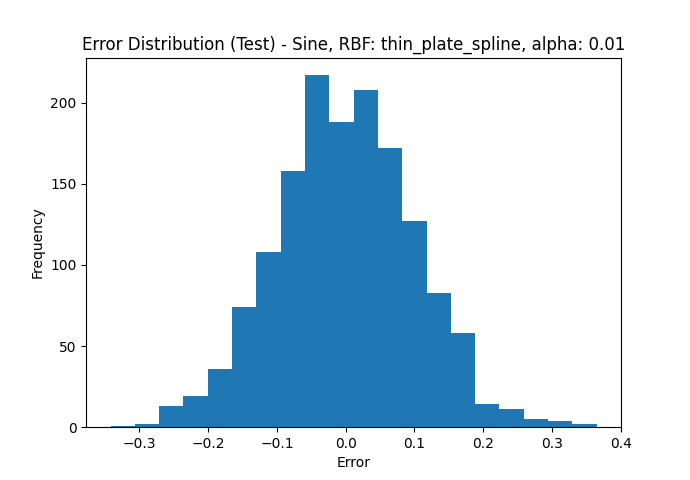 Error Distribution (Test) - Sine, RBF: thin_plate_spline, alpha: 0.01
200
150
100
50
0
Frequency
−0.3 −0.2 −0.1 0.0 0.1 0.2 0.3 0.4
Error